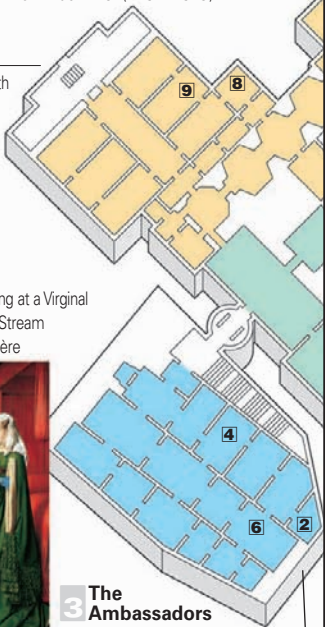 th
8
9
ng at a Virginal
Stream
ère
4
6
2
3 The
Ambassadors